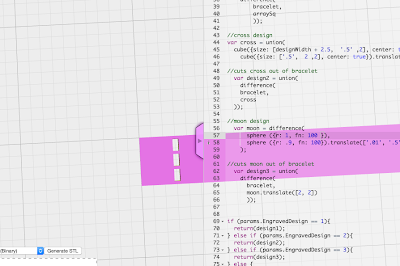 38 difference(
39 bracelet,
40 arraySq
41 ));
42
43 //cross design
44 var cross = union(
45 cube({size: [designWidth + 2.5, '.5' ,2], center: t
46 cube({size: ['.5', 2 ,2], center: true}).transl
47
48 //cuts cross out of bracelet
49 var design2 = union(
50 difference(
51 bracelet,
52 cross
53 ));
54
55 //moon design
56 var moon = difference(
57 sphere ({r: 1, fn: 100 }),
58 sphere ({r: .9, fn: 100}).translate(['.01', '.5'
59
60
61 //cuts moon out of bracelet
62 var design3 = union(
63 difference(
64 bracelet,
65 moon.translate([2, 2])
66 ));
67
68
69 if (params.EngravedDesign == 1){
70 return(design1);
71 } else if (params.EngravedDesign == 2){
72 return(design2);
73 } else if (params.EngravedDesign == 3){
74 return(design3);
75 } else {
(Binary) Generate STL